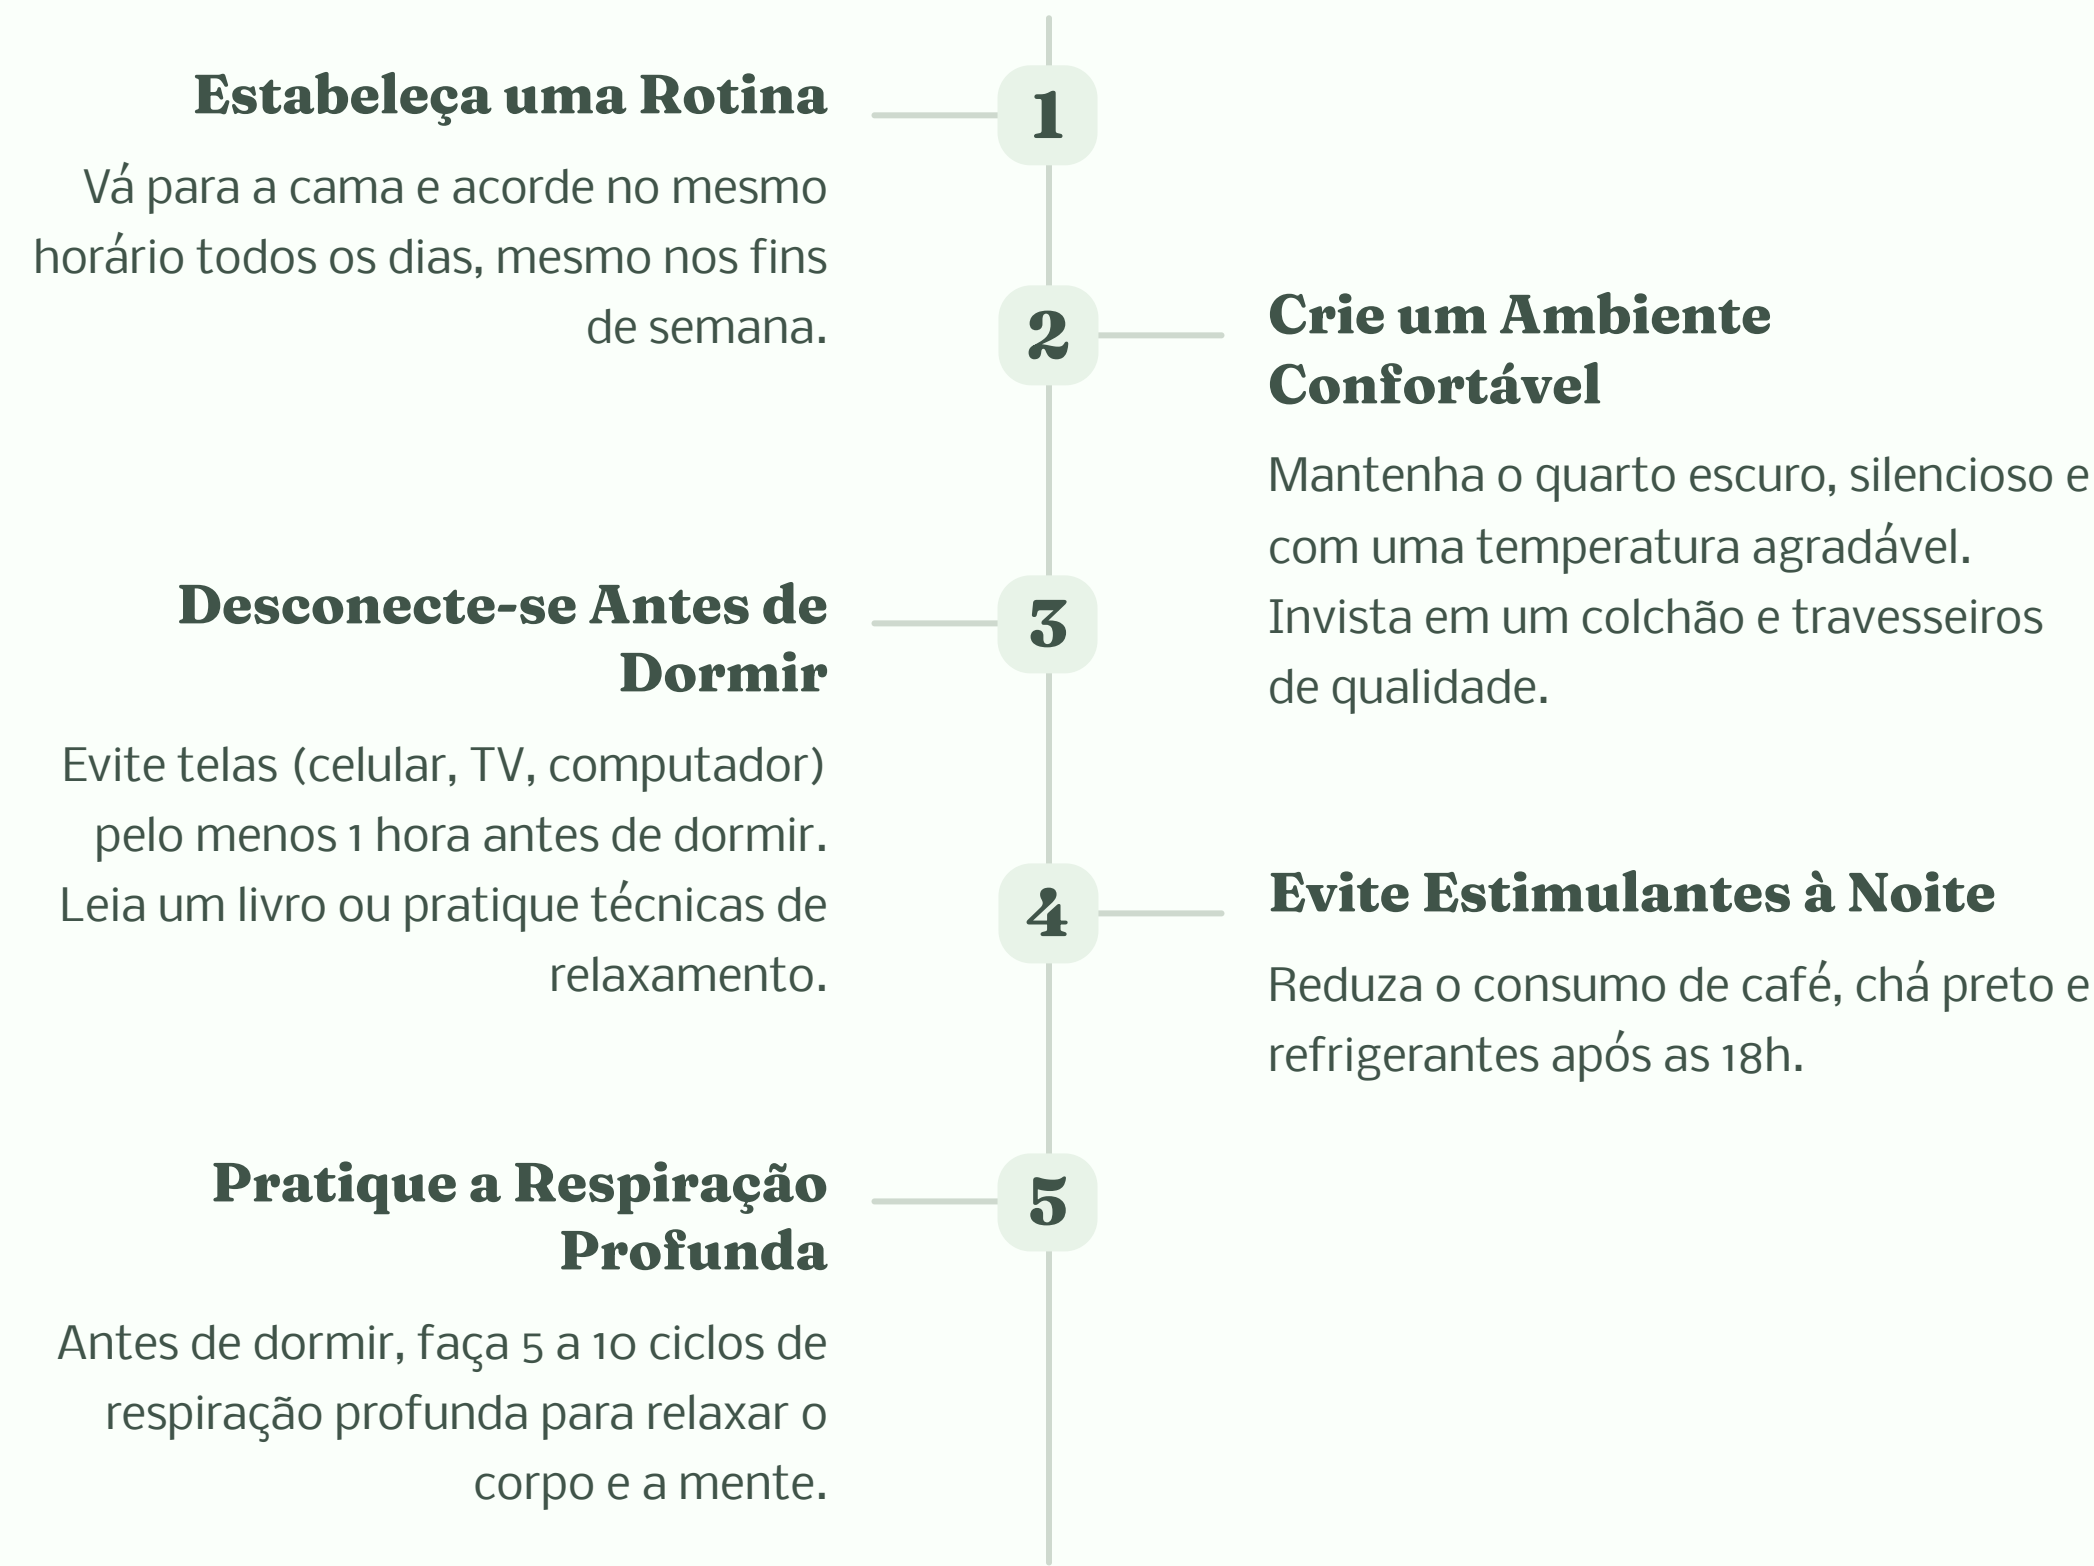 1
Estabeleça uma Rotina
Vá para a cama e acorde no mesmo
horário todos os dias, mesmo nos fins
de semana.
2
Crie um Ambiente
Confortável
Mantenha o quarto escuro, silencioso e
com uma temperatura agradável.
Invista em um colchão e travesseiros
de qualidade.
3
Desconecte-se Antes de
Dormir
Evite telas (celular, TV, computador)
pelo menos 1 hora antes de dormir.
Leia um livro ou pratique técnicas de
relaxamento.
4
Evite Estimulantes à Noite
Reduza o consumo de café, chá preto e
refrigerantes após as 18h.
5
Pratique a Respiração
Profunda
Antes de dormir, faça 5 a 10 ciclos de
respiração profunda para relaxar o
corpo e a mente.